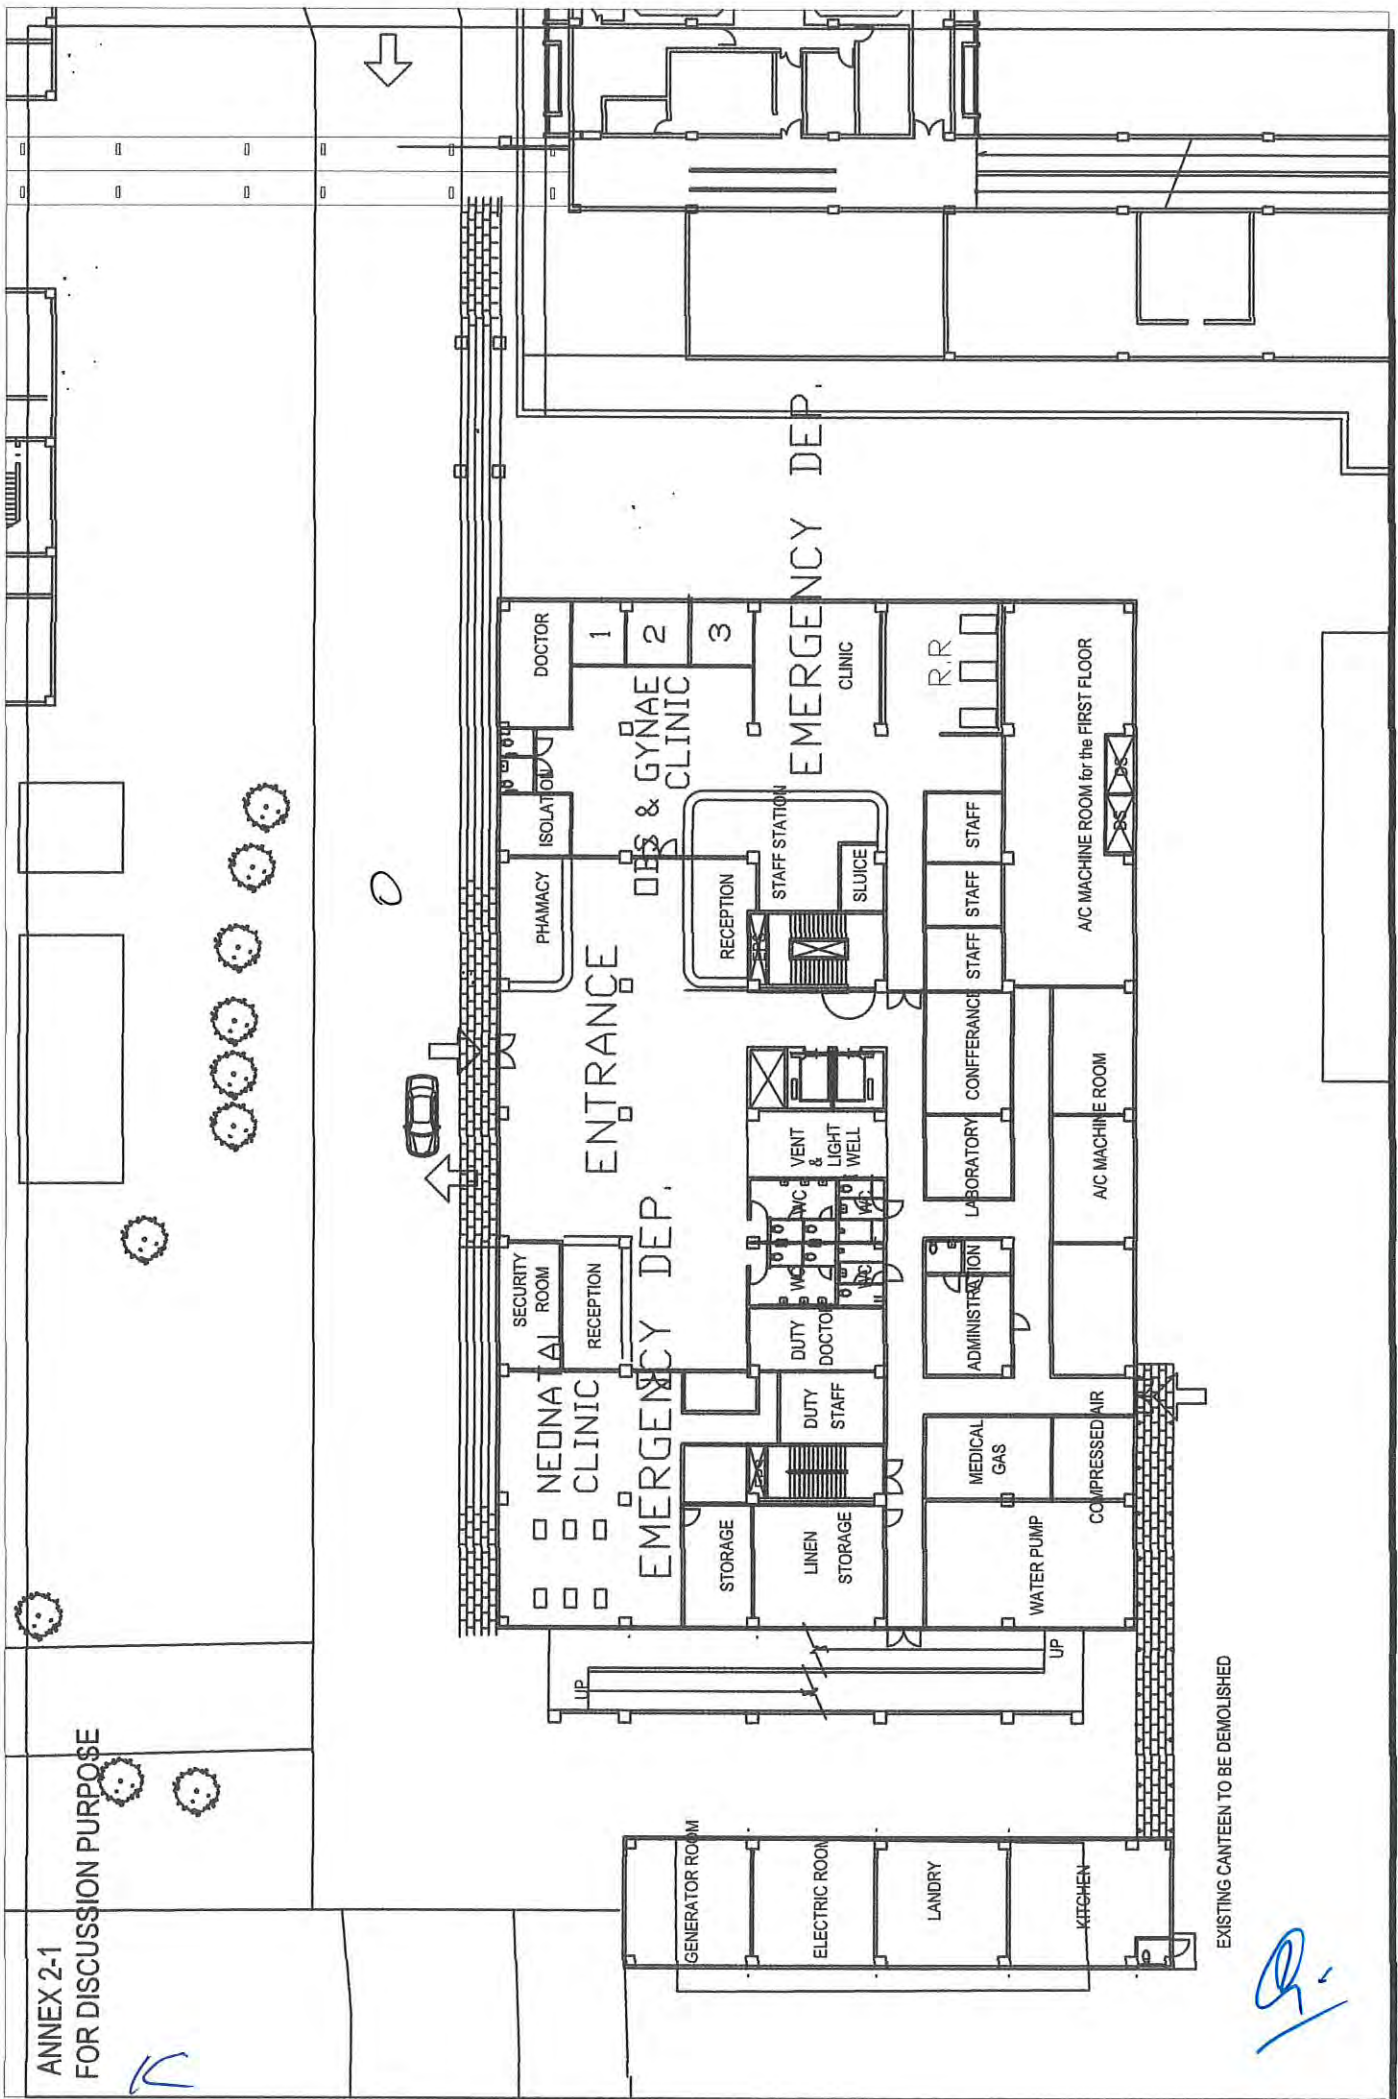 ANNEX 2-1
FOR DISCUSSION PURPOSE
K
SECURITY
ROOM
RECEPTION
NEONATAL
CLINIC
EMERGENCY DEP.
ENTRANCE
PHAMACY
ISOLATION
DOCTOR
1
2
3
OBS & GYNAE
CLINIC
RECEPTION
STAFF STATION
SLUICE
EMERGENCY DEP.
CLINIC
R.R
STORAGE
LINEN
STORAGE
EPS
DUTY
STAFF
DUTY
DOCTOR
WC
WC
WC
WC
VENT
&
LIGHT
WELL
EPS
UP
UP
GENERATOR ROOM
ELECTRIC ROOM
LANDRY
KITCHEN
WATER PUMP
MEDICAL
GAS
COMPRESSED AIR
ADMINISTRATION
LABORATORY
CONFFERANCE
STAFF
STAFF
STAFF
A/C MACHINE ROOM
A/C MACHINE ROOM for the FIRST FLOOR
DS
DS
EXISTING CANTEEN TO BE DEMOLISHED